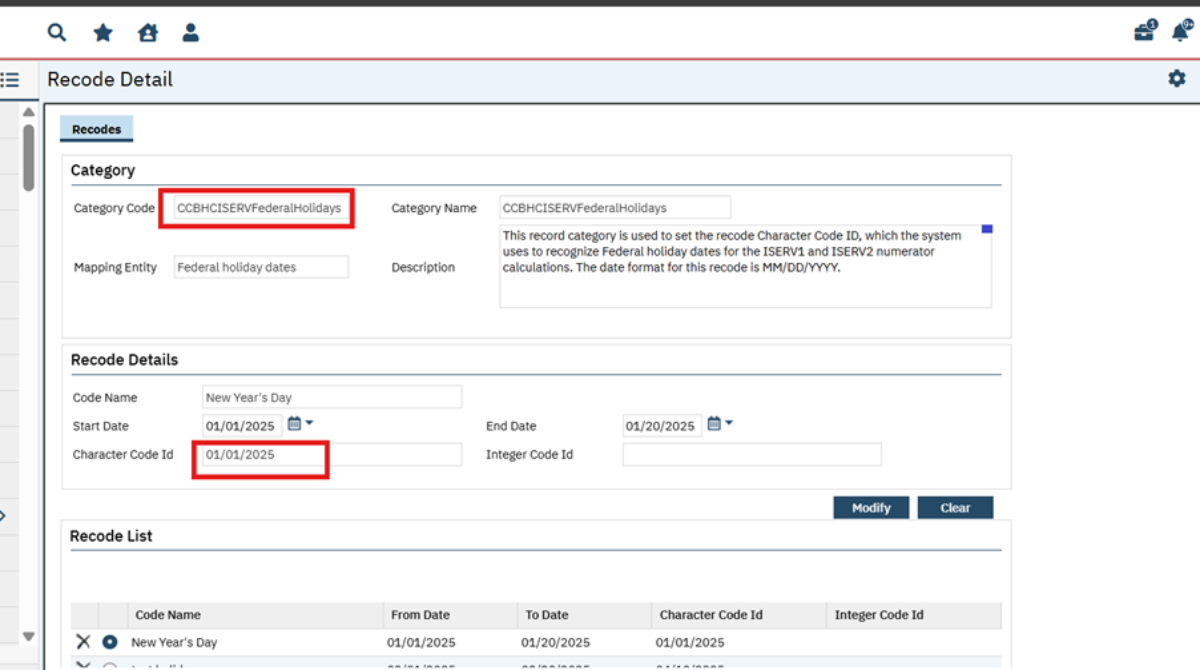 1
9+
Recode Detail
Recodes
Category
Category Code CCBHCISERVFederalHolidays Category Name CCBHCISERVFederalHolidays
This record category is used to set the recode Character Code ID, which the system
uses to recognize Federal holiday dates for the ISERV1 and ISERV2 numerator
calculations. The date format for this recode is MM/DD/YYYY.
Mapping Entity Federal holiday dates Description
Recode Details
Code Name New Year's Day
Start Date 01/01/2025 End Date 01/20/2025
Character Code Id 01/01/2025 Integer Code Id
Modify Clear
Recode List
Code Name From Date To Date Character Code Id Integer Code Id
New Year's Day 01/01/2025 01/20/2025 01/01/2025